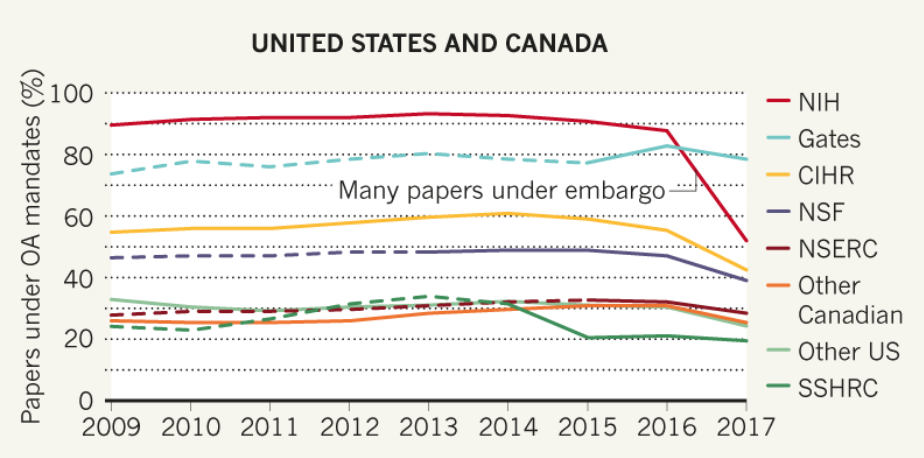 UNITED STATES AND CANADA
Papers under OA mandates (%)
100
80
60
40
20
0
Many papers under embargo
2009 2010 2011 2012 2013 2014 2015 2016 2017
NIH
Gates
CIHR
NSF
NSERC
Other
Canadian
Other US
SSHRC